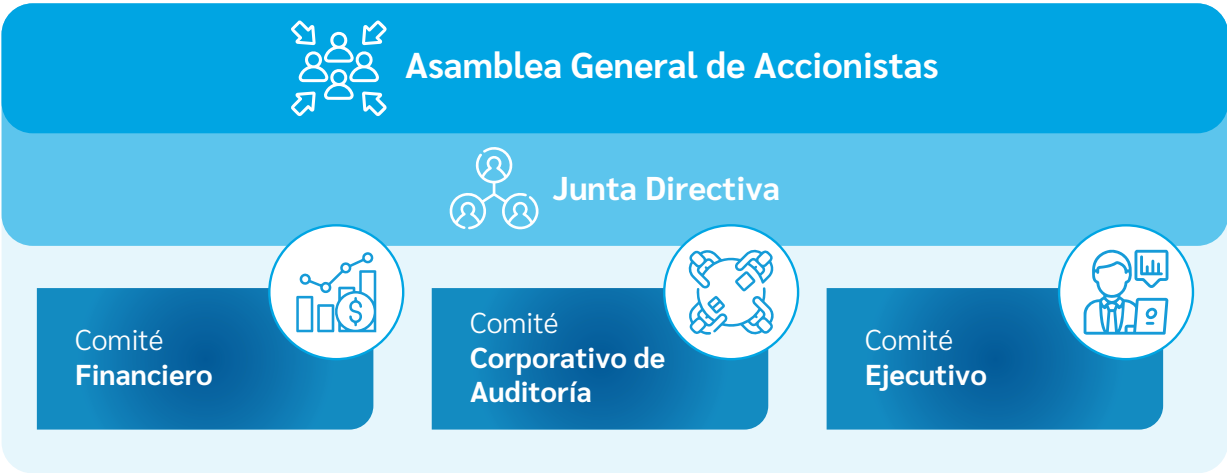 Asamblea General de Accionistas
Junta Directiva
Comité
Financiero
Comité
Corporativo de
Auditoría
Comité
Ejecutivo